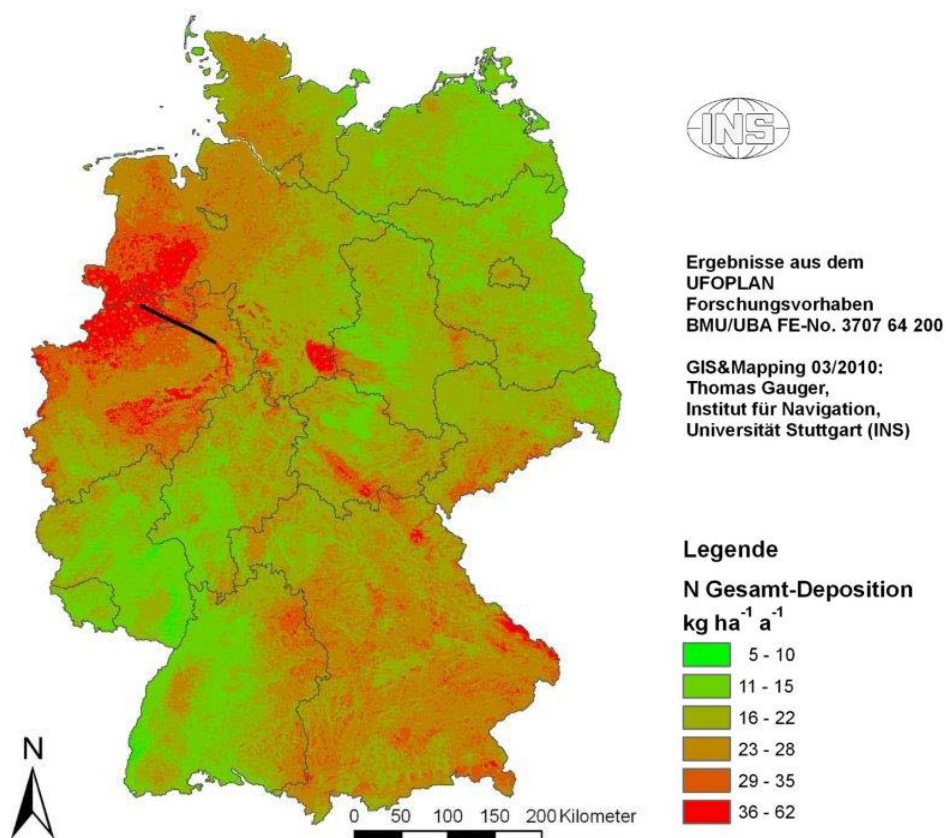 INS
Ergebnisse aus dem
UFOPLAN
Forschungsvorhaben
BMU/UBA FE-No. 3707 64 200
GIS&Mapping 03/2010:
Thomas Gauger,
Institut für Navigation,
Universität Stuttgart (INS)
Legende
N Gesamt-Deposition
kg ha⁻¹ a⁻¹
5 - 10
11 - 15
16 - 22
23 - 28
29 - 35
36 - 62
N
0 50 100 150 200 Kilometer